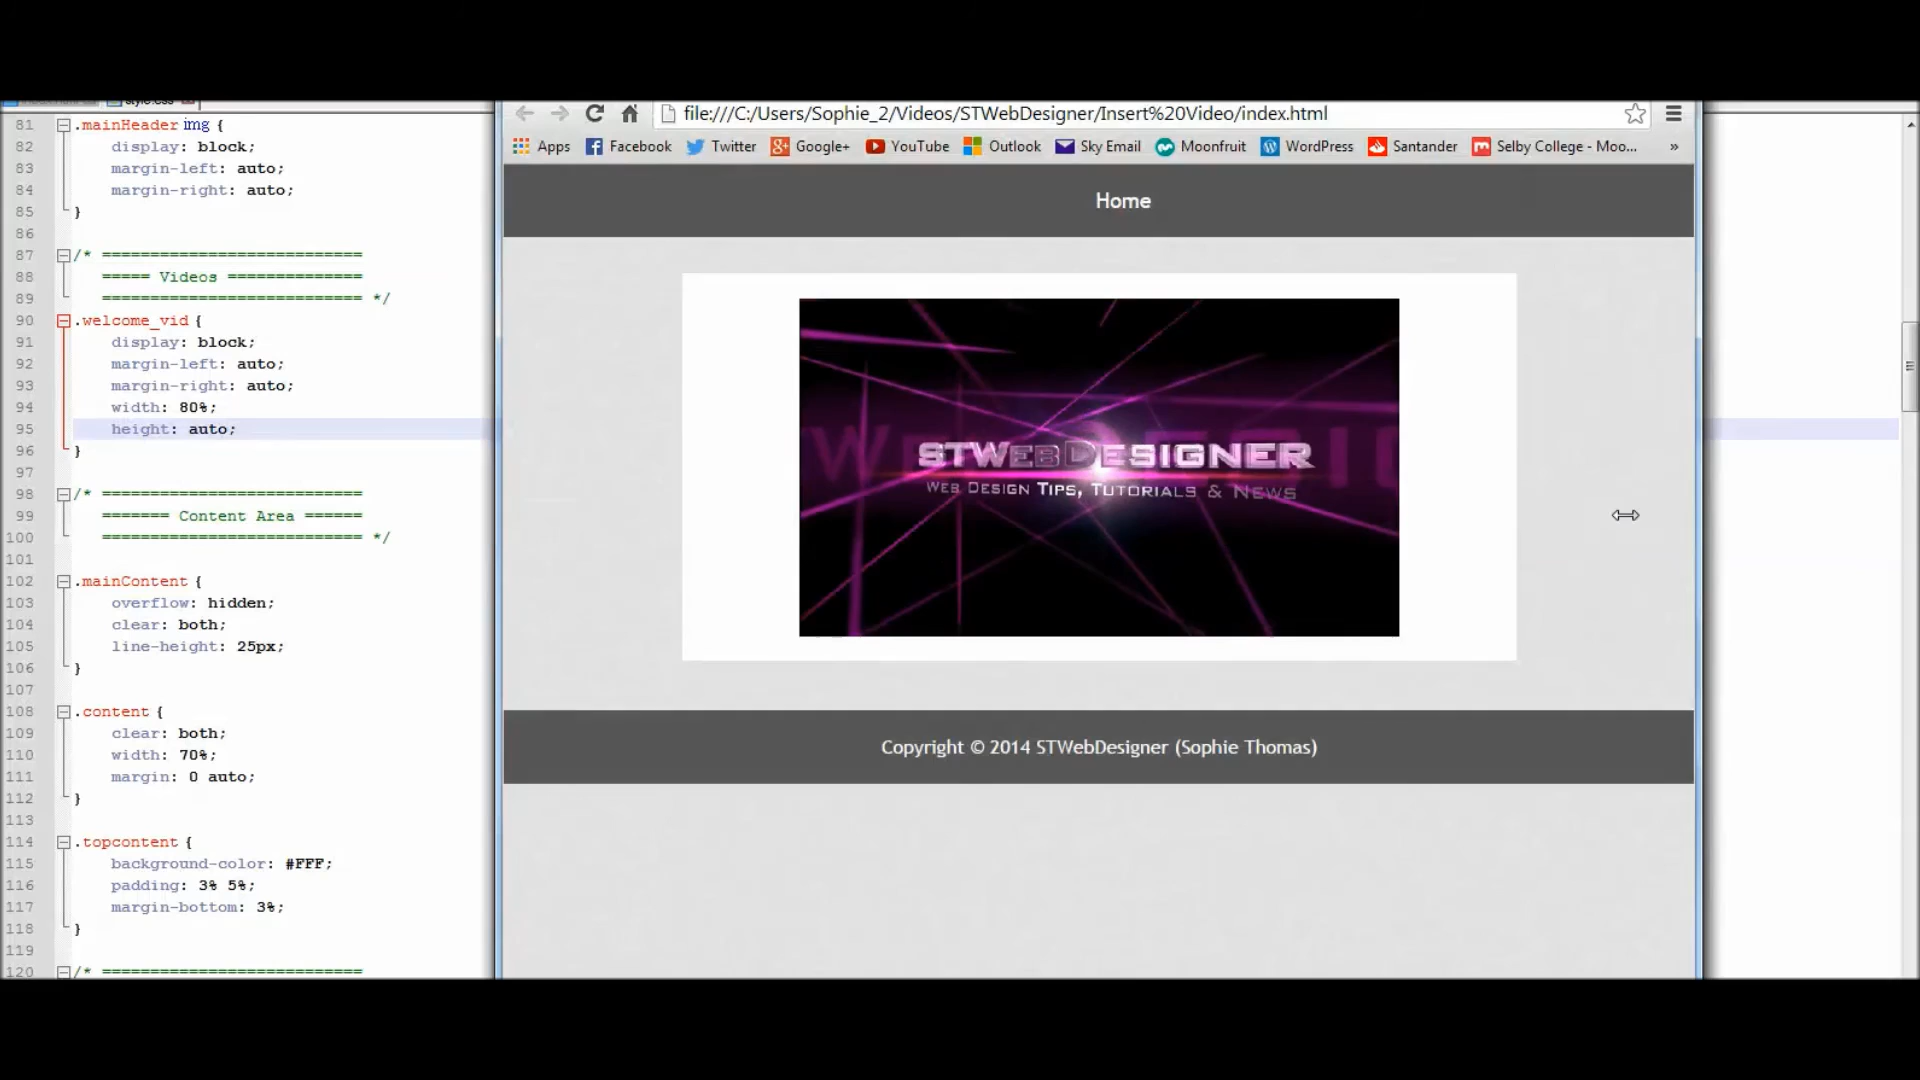 style.css
81 .mainHeader img {
82 display: block;
83 margin-left: auto;
84 margin-right: auto;
85 }
86
87 /* ===========================
88 ===== Videos ==============
89 =========================== */
90 .welcome_vid {
91 display: block;
92 margin-left: auto;
93 margin-right: auto;
94 width: 80%;
95 height: auto;
96 }
97
98 /* ===========================
99 ======= Content Area ======
100 =========================== */
101
102 .mainContent {
103 overflow: hidden;
104 clear: both;
105 line-height: 25px;
106 }
107
108 .content {
109 clear: both;
110 width: 70%;
111 margin: 0 auto;
112 }
113
114 .topcontent {
115 background-color: #FFF;
116 padding: 3% 5%;
117 margin-bottom: 3%;
118 }
119
120 /* ===========================
file:///C:/Users/Sophie_2/Videos/STWebDesigner/Insert%20Video/index.html
Apps Facebook Twitter Google+ YouTube Outlook Sky Email Moonfruit WordPress Santander Selby College - Moo... »
Home
STWebDesigner
Web Design Tips, Tutorials & News
Copyright © 2014 STWebDesigner (Sophie Thomas)